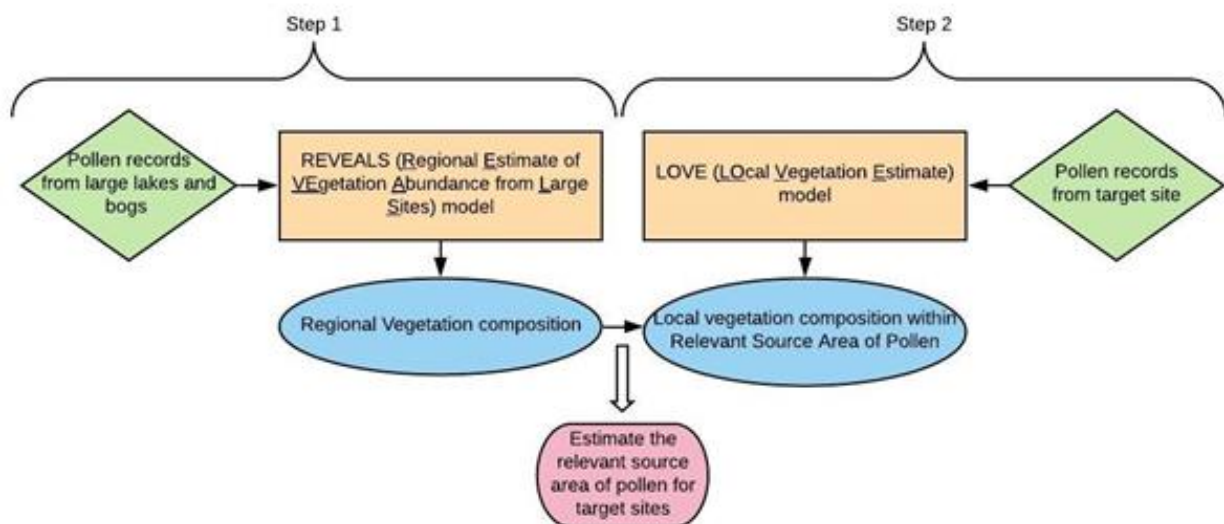 Step 1
Step 2
Pollen records
from large lakes and
bogs
REVEALS (Regional Estimate of
VEgetation Abundance from Large
Sites) model
LOVE (LOcal Vegetation Estimate)
model
Pollen records
from target site
Regional Vegetation composition
Local vegetation composition within
Relevant Source Area of Pollen
Estimate the
relevant source
area of pollen for
target sites